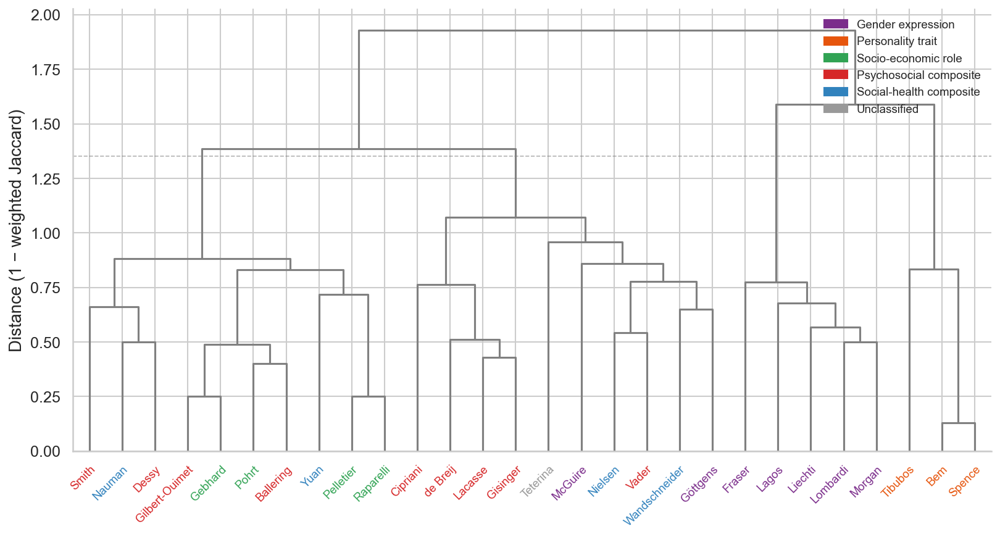 2.00
1.75
1.50
1.25
1.00
0.75
0.50
0.25
0.00
Distance (1 − weighted Jaccard)
Gender expression
Personality trait
Socio-economic role
Psychosocial composite
Social-health composite
Unclassified
Smith
Nauman
Dessy
Gilbert-Ouimet
Gebhard
Pohrt
Ballering
Yuan
Pelletier
Raparelli
Cipriani
de Breij
Lacasse
Gisinger
Teterina
McGuire
Nielsen
Vader
Wandschneider
Göttgens
Fraser
Lagos
Liechti
Lombardi
Morgan
Tibubos
Bem
Spence